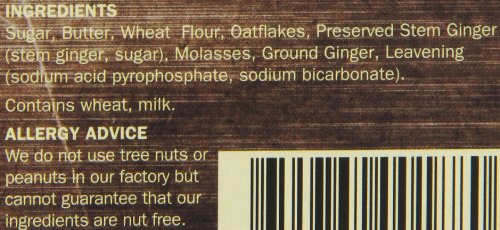 INGREDIENTS
Sugar, Butter, Wheat Flour, Oatflakes, Preserved Stem Ginger
(stem ginger, sugar), Molasses, Ground Ginger, Leavening
(sodium acid pyrophosphate, sodium bicarbonate).
Contains wheat, milk.
ALLERGY ADVICE
We do not use tree nuts or
peanuts in our factory but
cannot guarantee that our
ingredients are nut free.